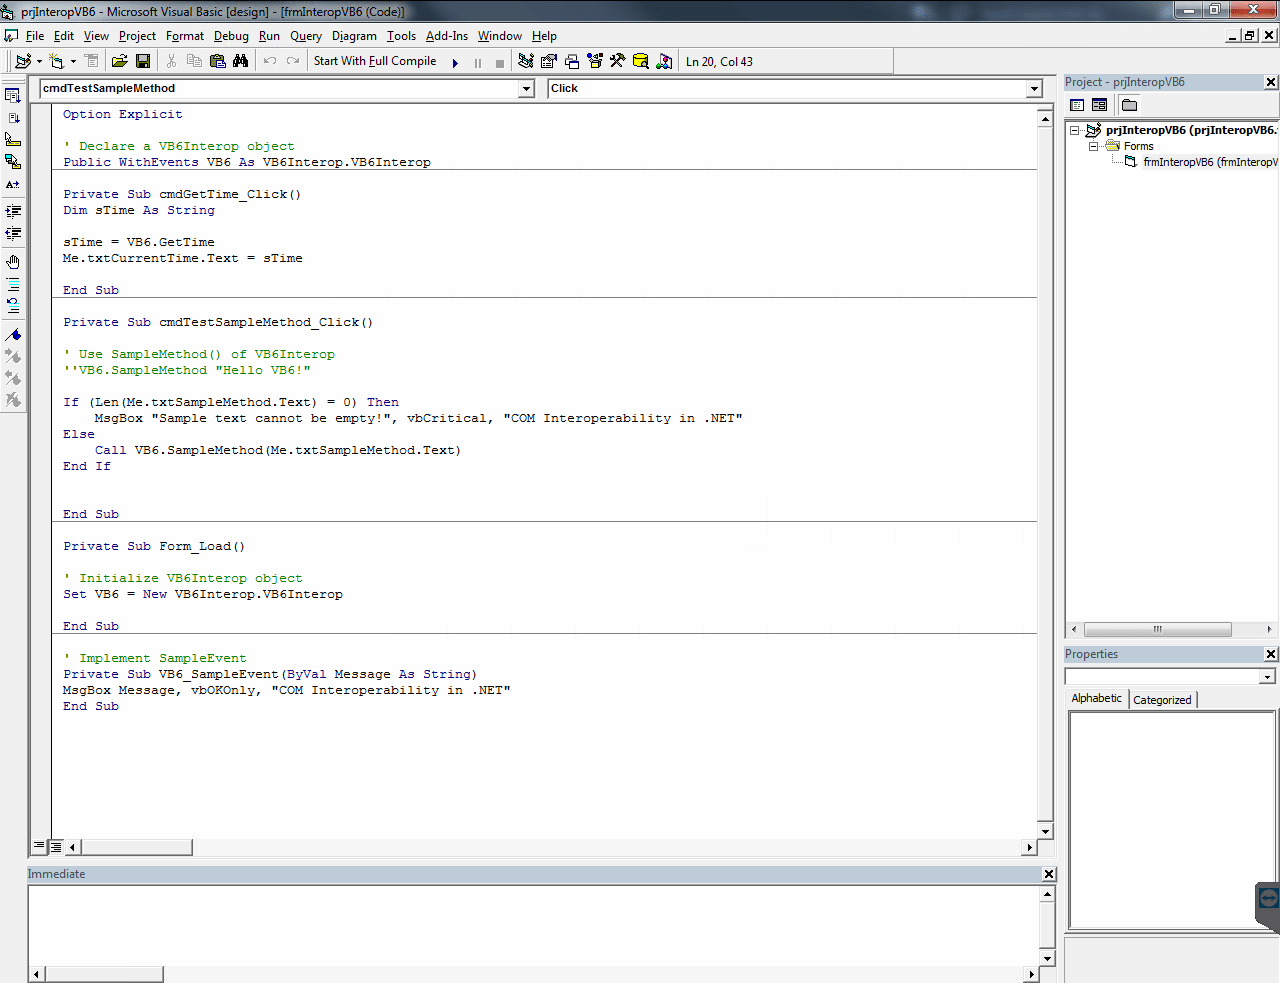 prjInteropVB6 - Microsoft Visual Basic [design] - [frmInteropVB6 (Code)]
File Edit View Project Format Debug Run Query Diagram Tools Add-Ins Window Help
Start With Full Compile Ln 20, Col 43
cmdTestSampleMethod Click
Option Explicit
' Declare a VB6Interop object
Public WithEvents VB6 As VB6Interop.VB6Interop
Private Sub cmdGetTime_Click()
Dim sTime As String
sTime = VB6.GetTime
Me.txtCurrentTime.Text = sTime
End Sub
Private Sub cmdTestSampleMethod_Click()
' Use SampleMethod() of VB6Interop
''VB6.SampleMethod "Hello VB6!"
If (Len(Me.txtSampleMethod.Text) = 0) Then
MsgBox "Sample text cannot be empty!", vbCritical, "COM Interoperability in .NET"
Else
Call VB6.SampleMethod(Me.txtSampleMethod.Text)
End If
End Sub
Private Sub Form_Load()
' Initialize VB6Interop object
Set VB6 = New VB6Interop.VB6Interop
End Sub
' Implement SampleEvent
Private Sub VB6_SampleEvent(ByVal Message As String)
MsgBox Message, vbOKOnly, "COM Interoperability in .NET"
End Sub
Immediate
Project - prjInteropVB6
prjInteropVB6 (prjInteropVB6.
Forms
frmInteropVB6 (frmInteropV
Properties
Alphabetic Categorized